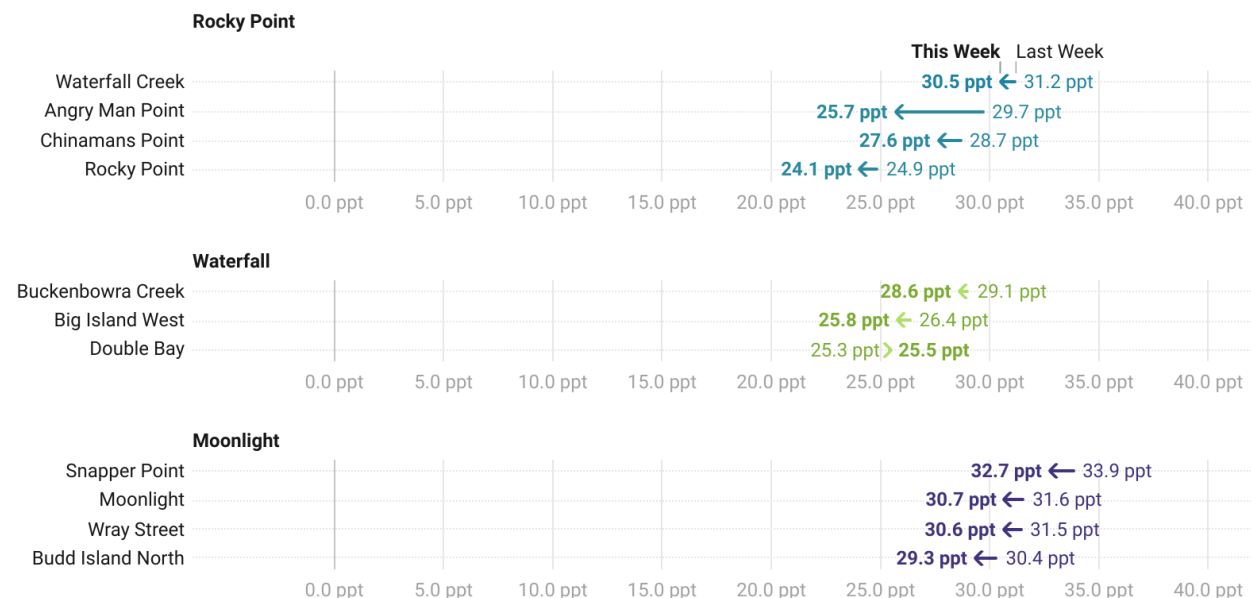 Rocky Point
This Week Last Week
Waterfall Creek 30.5 ppt 31.2 ppt
Angry Man Point 25.7 ppt 29.7 ppt
Chinamans Point 27.6 ppt 28.7 ppt
Rocky Point 24.1 ppt 24.9 ppt
0.0 ppt 5.0 ppt 10.0 ppt 15.0 ppt 20.0 ppt 25.0 ppt 30.0 ppt 35.0 ppt 40.0 ppt
Waterfall
Buckenbowra Creek 28.6 ppt 29.1 ppt
Big Island West 25.8 ppt 26.4 ppt
Double Bay 25.3 ppt 25.5 ppt
0.0 ppt 5.0 ppt 10.0 ppt 15.0 ppt 20.0 ppt 25.0 ppt 30.0 ppt 35.0 ppt 40.0 ppt
Moonlight
Snapper Point 32.7 ppt 33.9 ppt
Moonlight 30.7 ppt 31.6 ppt
Wray Street 30.6 ppt 31.5 ppt
Budd Island North 29.3 ppt 30.4 ppt
0.0 ppt 5.0 ppt 10.0 ppt 15.0 ppt 20.0 ppt 25.0 ppt 30.0 ppt 35.0 ppt 40.0 ppt